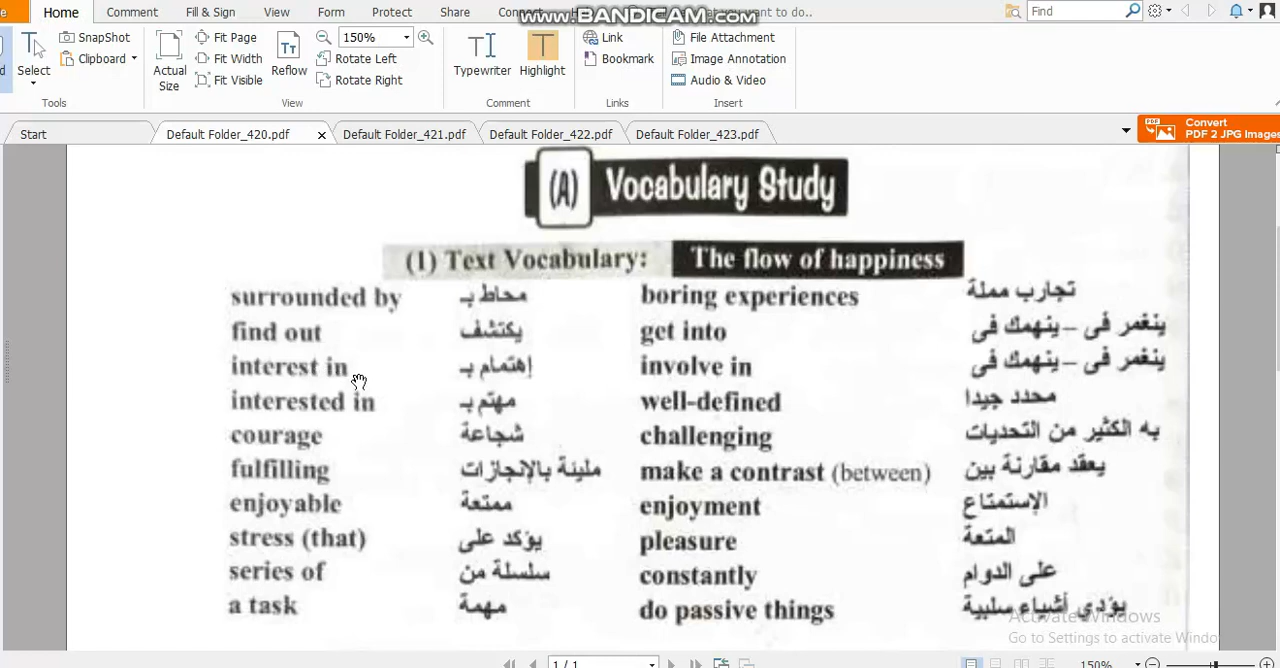 Home Comment Fill & Sign View Form Protect Share www.BANDICAM.com what you want to do.. Find
SnapShot Fit Page 150% Link File Attachment
Clipboard Fit Width Rotate Left Bookmark Image Annotation
Select Actual Size Fit Visible Reflow Rotate Right Typewriter Highlight Audio & Video
Tools View Comment Links Insert
Start Default Folder_420.pdf Default Folder_421.pdf ult Folder_422.pdf Default Folder_423.pdf Convert
PDF 2 JPG Images
(A) Vocabulary Study
(1) Text Vocabulary: The flow of happiness
surrounded by محاط بـ boring experiences تجارب مملة
find out يكتشف get into ينغمر فى – ينهمك فى
interest in إهتمام بـ involve in ينغمر فى – ينهمك فى
interested in مهتم بـ well-defined محدد جيدا
courage شجاعة challenging به الكثير من التحديات
fulfilling مليئة بالإنجازات make a contrast (between) يعقد مقارنة بين
enjoyable ممتعة enjoyment الإستمتاع
stress (that) يؤكد على pleasure المتعة
series of سلسلة من constantly على الدوام
a task مهمة do passive things يؤدي أشياء سلبية
Activate Windows
Go to Settings to activate Windo
1 / 1 150%